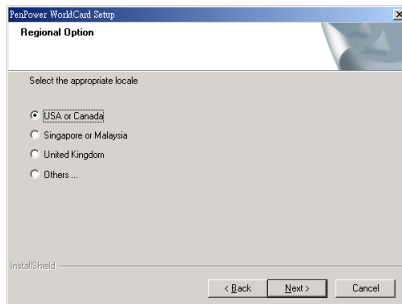 PenPower WorldCard Setup
Regional Option
Select the appropriate locale
USA or Canada
Singapore or Malaysia
United Kingdom
Others ...
InstallShield
< Back
Next >
Cancel